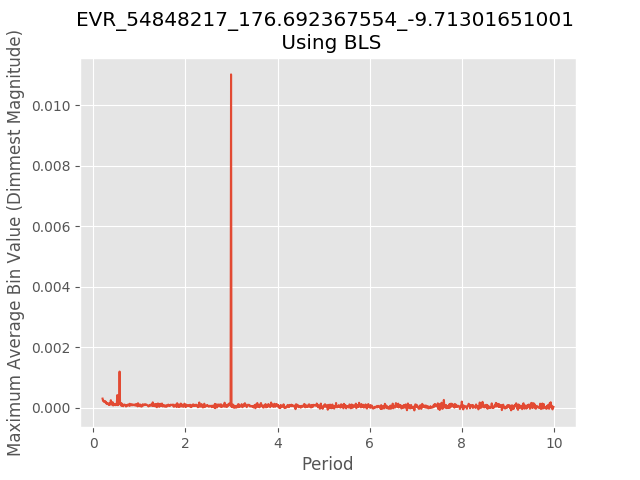 EVR_54848217_176.692367554_-9.71301651001
Using BLS
Maximum Average Bin Value (Dimmest Magnitude)
0.010
0.008
0.006
0.004
0.002
0.000
0 2 4 6 8 10
Period